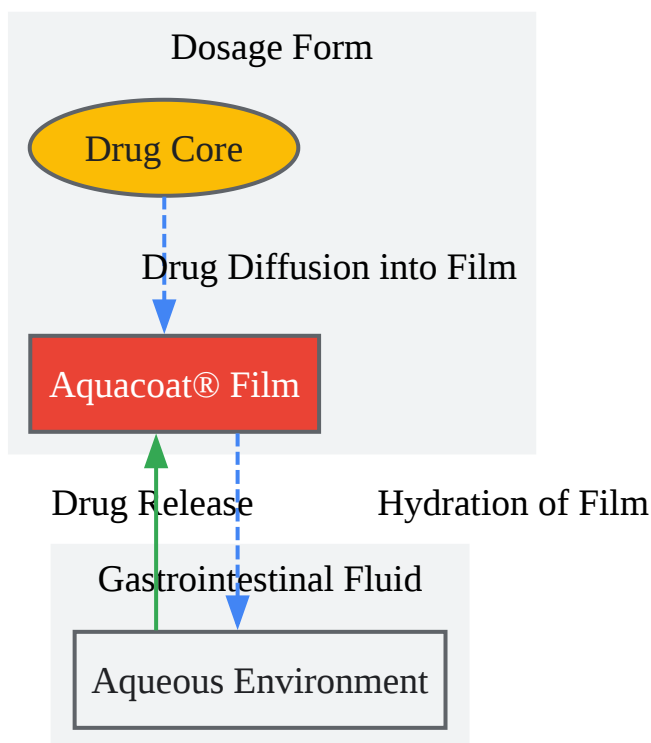 Dosage Form
Drug Core
Drug Diffusion into Film
Aquacoat® Film
Drug Release
Hydration of Film
Gastrointestinal Fluid
Aqueous Environment